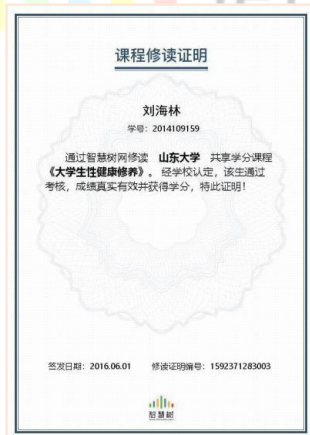 课程修读证明
刘海林
学号：2014109159
通过智慧树网修读 山东大学 共享学分课程
《大学生性健康修养》。经学校认定，该生通过
考核，成绩真实有效并获得学分，特此证明！
签发日期：2016.06.01 修读证明编号：1592371283003
智慧树